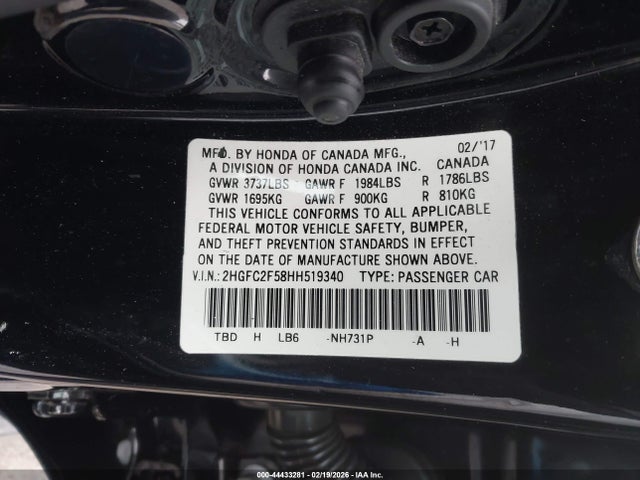 MFD. BY HONDA OF CANADA MFG., 02/'17
A DIVISION OF HONDA CANADA INC. CANADA
GVWR 3737LBS GAWR F 1984LBS R 1786LBS
GVWR 1695KG GAWR F 900KG R 810KG
THIS VEHICLE CONFORMS TO ALL APPLICABLE
FEDERAL MOTOR VEHICLE SAFETY, BUMPER,
AND THEFT PREVENTION STANDARDS IN EFFECT
ON THE DATE OF MANUFACTURE SHOWN ABOVE.
V.I.N.: 2HGFC2F58HH519340 TYPE: PASSENGER CAR
TBD H LB6 -NH731P -A -H
000-44433281 - 02/19/2026 - IAA Inc.